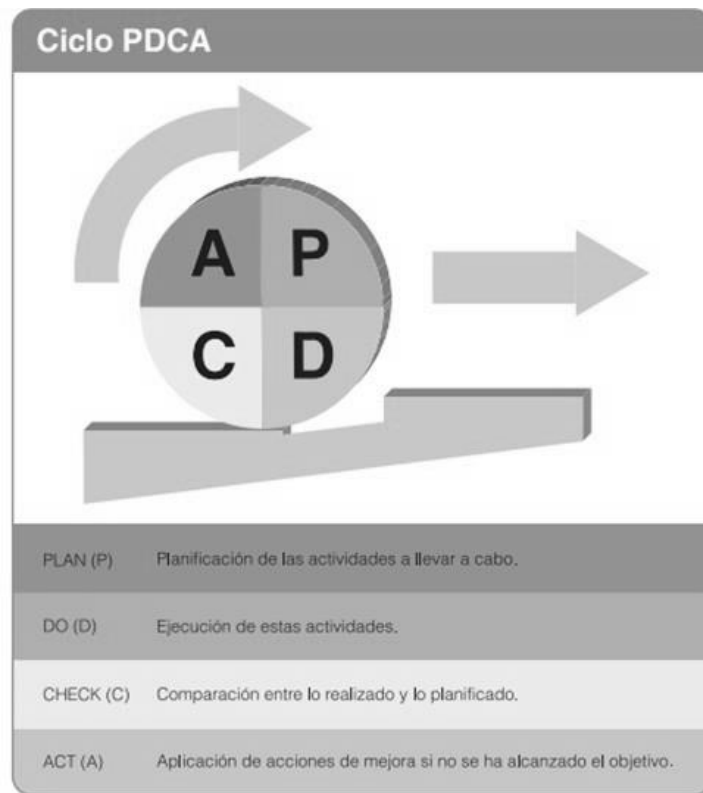 Ciclo PDCA
A P
C D
PLAN (P) Planificación de las actividades a llevar a cabo.
DO (D) Ejecución de estas actividades.
CHECK (C) Comparación entre lo realizado y lo planificado.
ACT (A) Aplicación de acciones de mejora si no se ha alcanzado el objetivo.